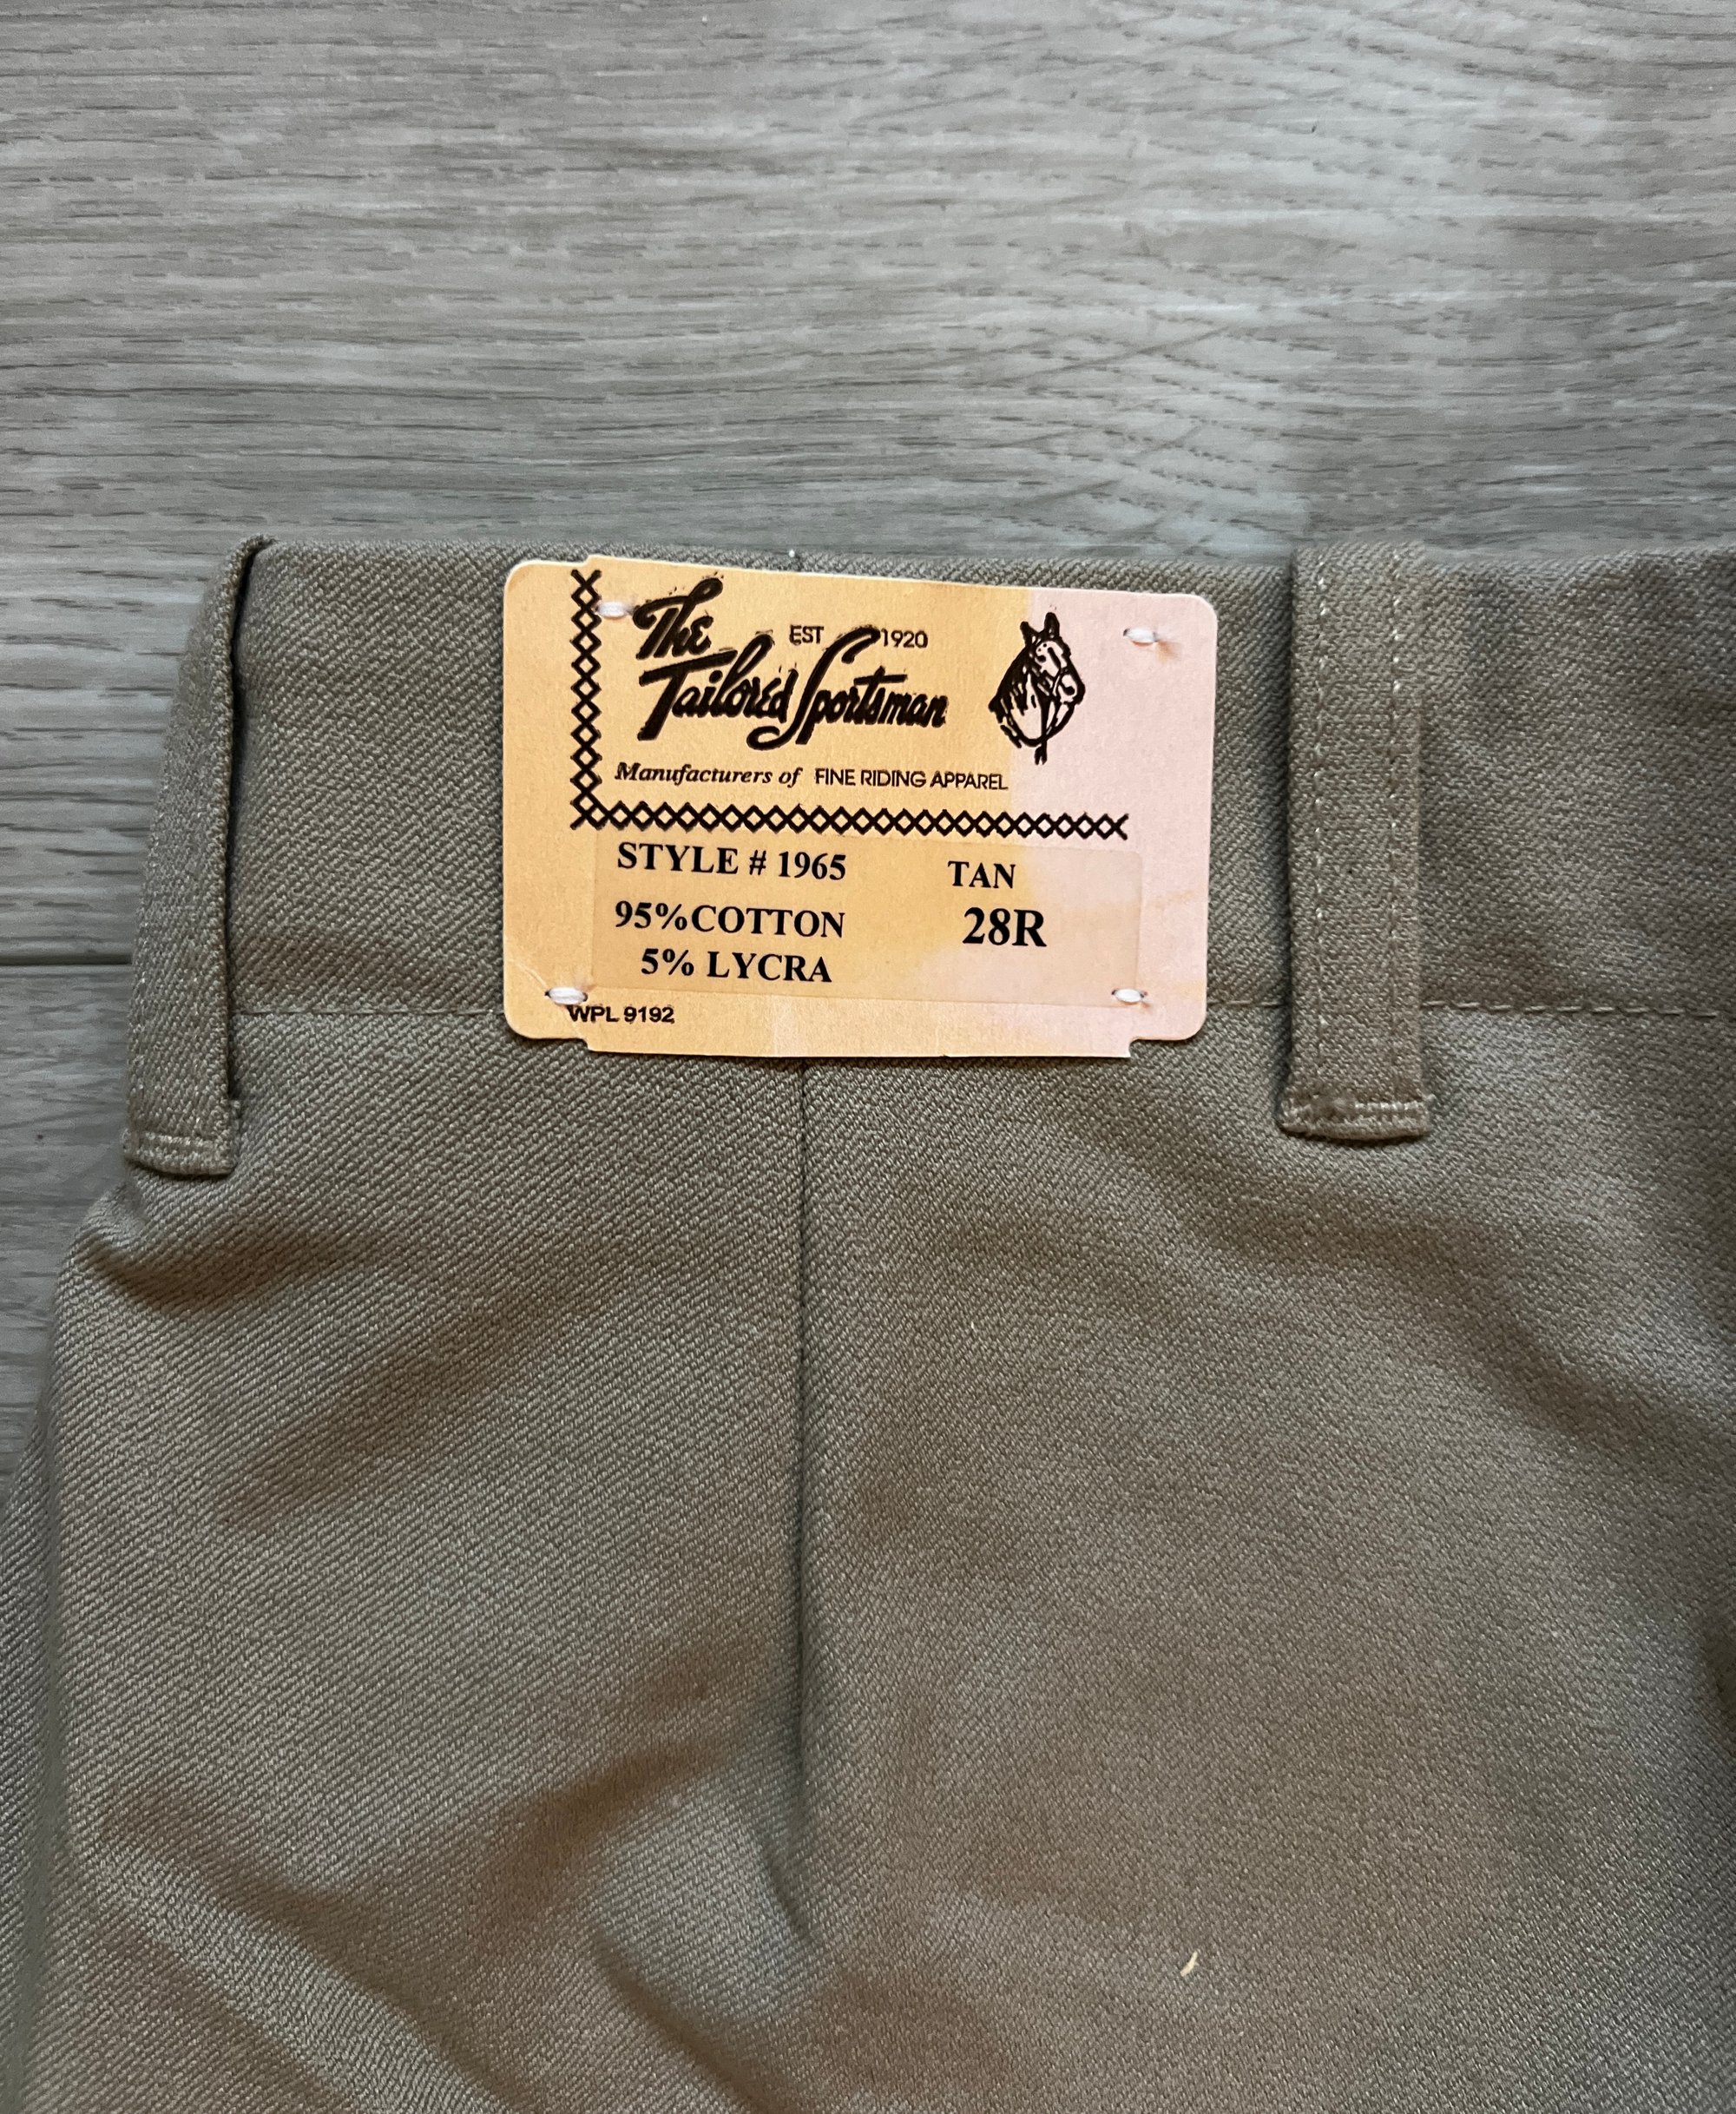 The
EST 1920
Tailored Sportsman
Manufacturers of FINE RIDING APPAREL
STYLE # 1965 TAN
95%COTTON 28R
5% LYCRA
WPL 9192